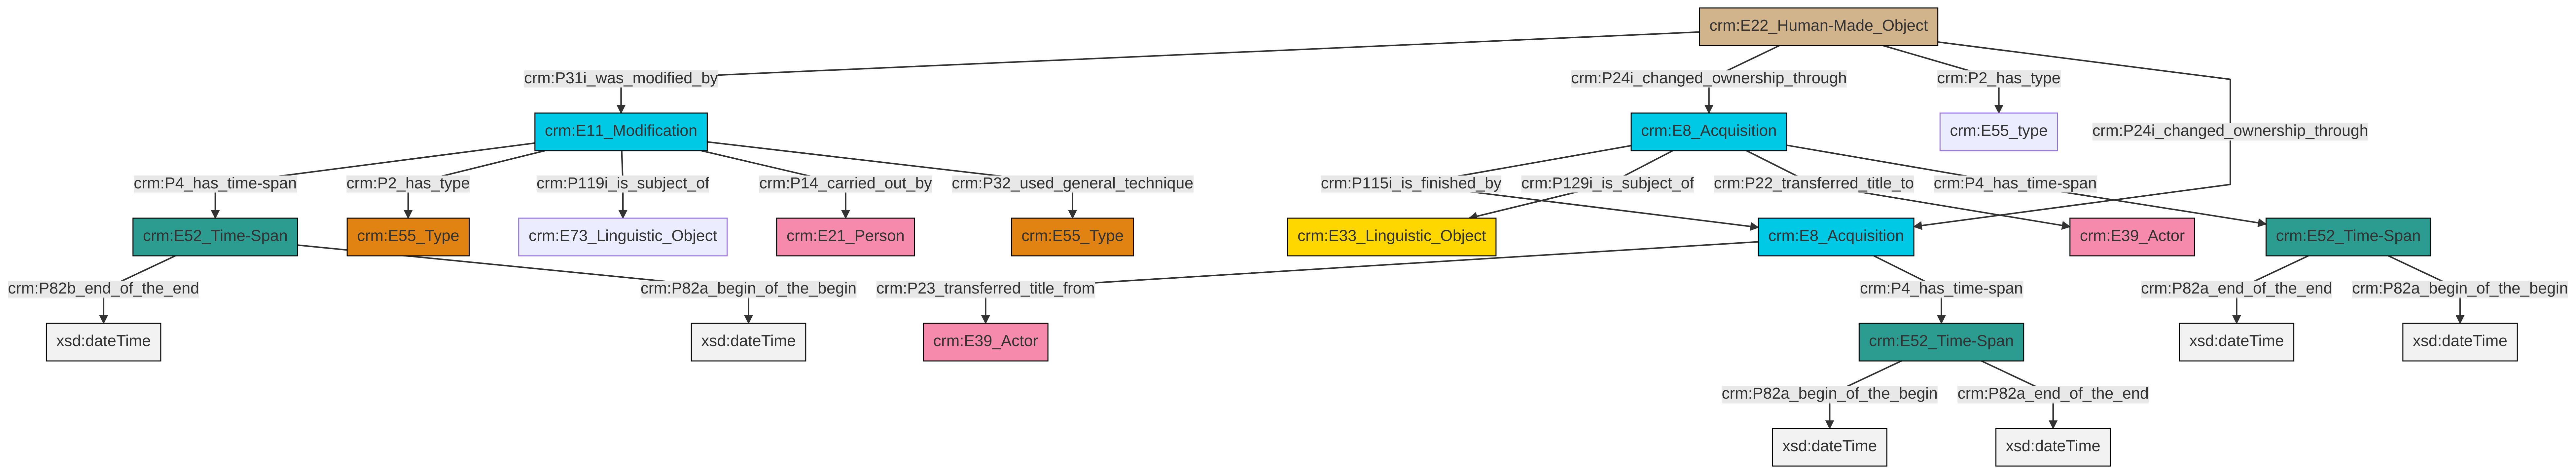 crm:E22_Human-Made_Object
crm:P31i_was_modified_by
crm:P24i_changed_ownership_through
crm:P2_has_type
crm:E11_Modification
crm:E8_Acquisition
crm:E55_type
crm:P24i_changed_ownership_through
crm:P4_has_time-span
crm:P2_has_type
crm:P119i_is_subject_of
crm:P14_carried_out_by
crm:P32_used_general_technique
crm:P115i_is_finished_by
crm:P129i_is_subject_of
crm:P22_transferred_title_to
crm:P4_has_time-span
crm:E52_Time-Span
crm:E55_Type
crm:E73_Linguistic_Object
crm:E21_Person
crm:E55_Type
crm:E33_Linguistic_Object
crm:E8_Acquisition
crm:E39_Actor
crm:E52_Time-Span
crm:P82b_end_of_the_end
crm:P82a_begin_of_the_begin
crm:P23_transferred_title_from
crm:P4_has_time-span
crm:P82a_end_of_the_end
crm:P82a_begin_of_the_begin
xsd:dateTime
xsd:dateTime
crm:E39_Actor
crm:E52_Time-Span
xsd:dateTime
xsd:dateTime
crm:P82a_begin_of_the_begin
crm:P82a_end_of_the_end
xsd:dateTime
xsd:dateTime